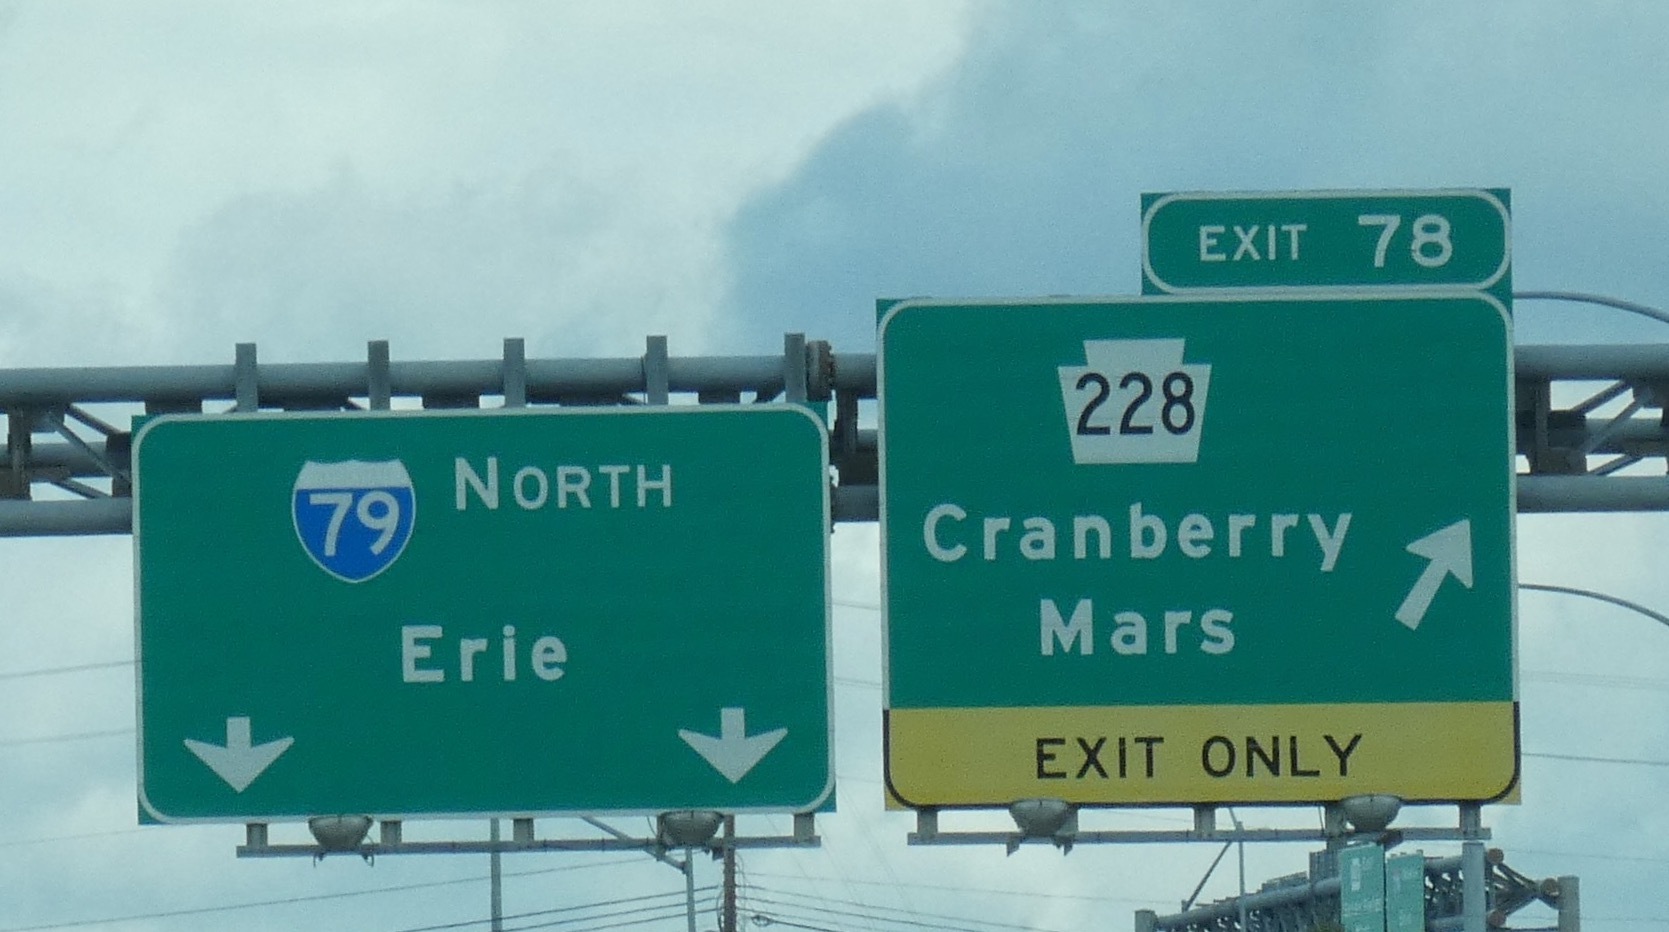 79 NORTH
Erie
EXIT 78
228
Cranberry
Mars
EXIT ONLY